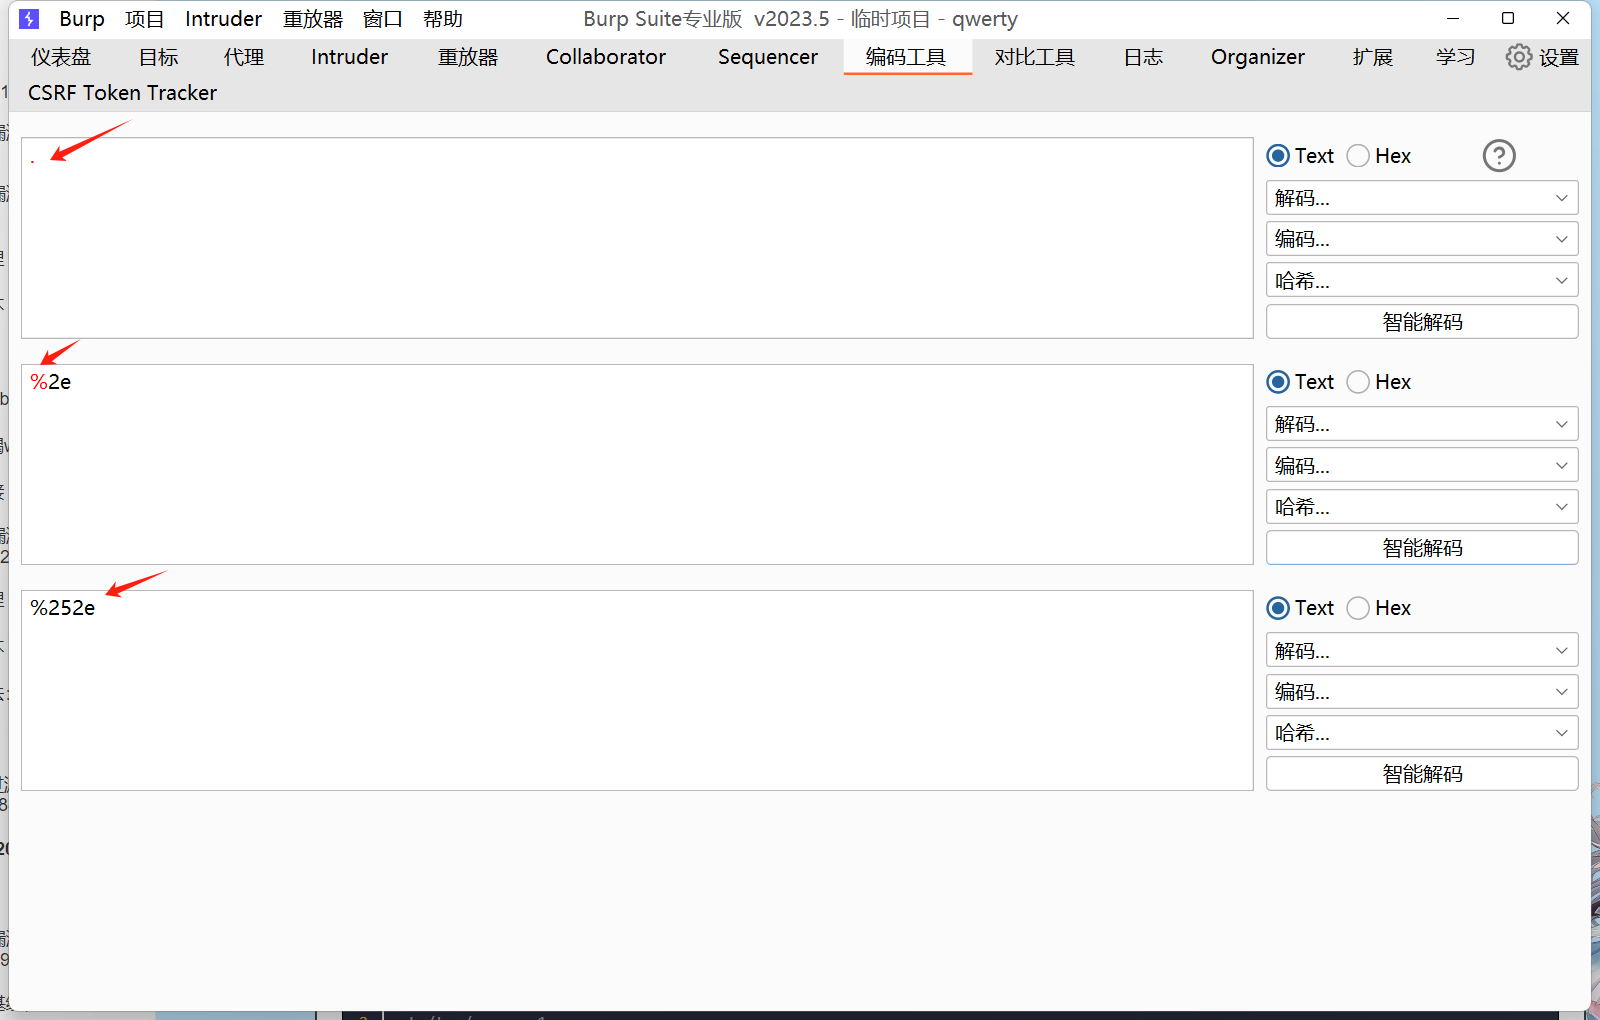 Burp 项目 Intruder 重放器 窗口 帮助 Burp Suite专业版 v2023.5 - 临时项目 - qwerty
仪表盘 目标 代理 Intruder 重放器 Collaborator Sequencer 编码工具 对比工具 日志 Organizer 扩展 学习 设置
CSRF Token Tracker
.
Text Hex ?
解码...
编码...
哈希...
智能解码
%2e
Text Hex
解码...
编码...
哈希...
智能解码
%252e
Text Hex
解码...
编码...
哈希...
智能解码